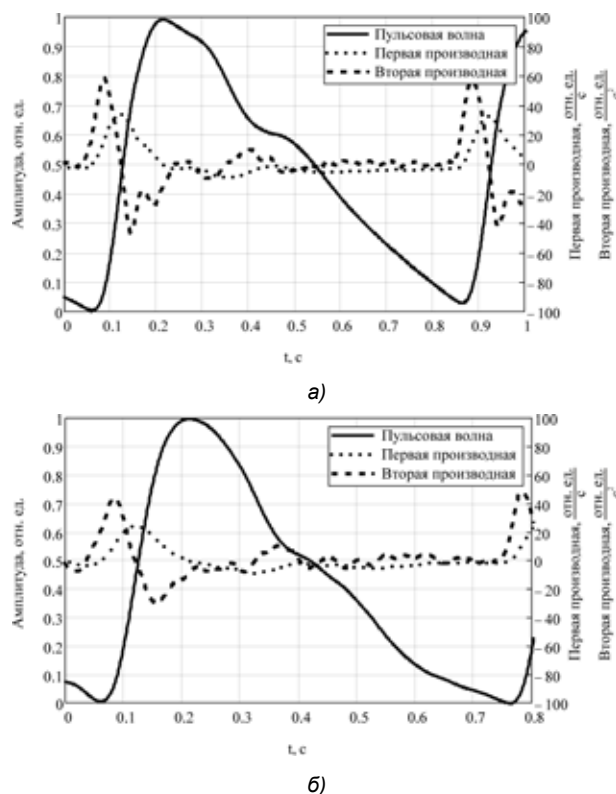 Пульсовая волна
Первая производная
Вторая производная
Амплитуда, отн. ед.
1
0.9
0.8
0.7
0.6
0.5
0.4
0.3
0.2
0.1
0
100
80
60
40
20
0
– 20
– 40
– 60
– 80
– 100
Первая производная, отн. ед. / с
Вторая производная, отн. ед. / с²
0 0.1 0.2 0.3 0.4 0.5 0.6 0.7 0.8 0.9 1
t, с
а)
Пульсовая волна
Первая производная
Вторая производная
Амплитуда, отн. ед.
1
0.9
0.8
0.7
0.6
0.5
0.4
0.3
0.2
0.1
0
100
80
60
40
20
0
– 20
– 40
– 60
– 80
– 100
Первая производная, отн. ед. / с
Вторая производная, отн. ед. / с²
0 0.1 0.2 0.3 0.4 0.5 0.6 0.7 0.8
t, с
б)